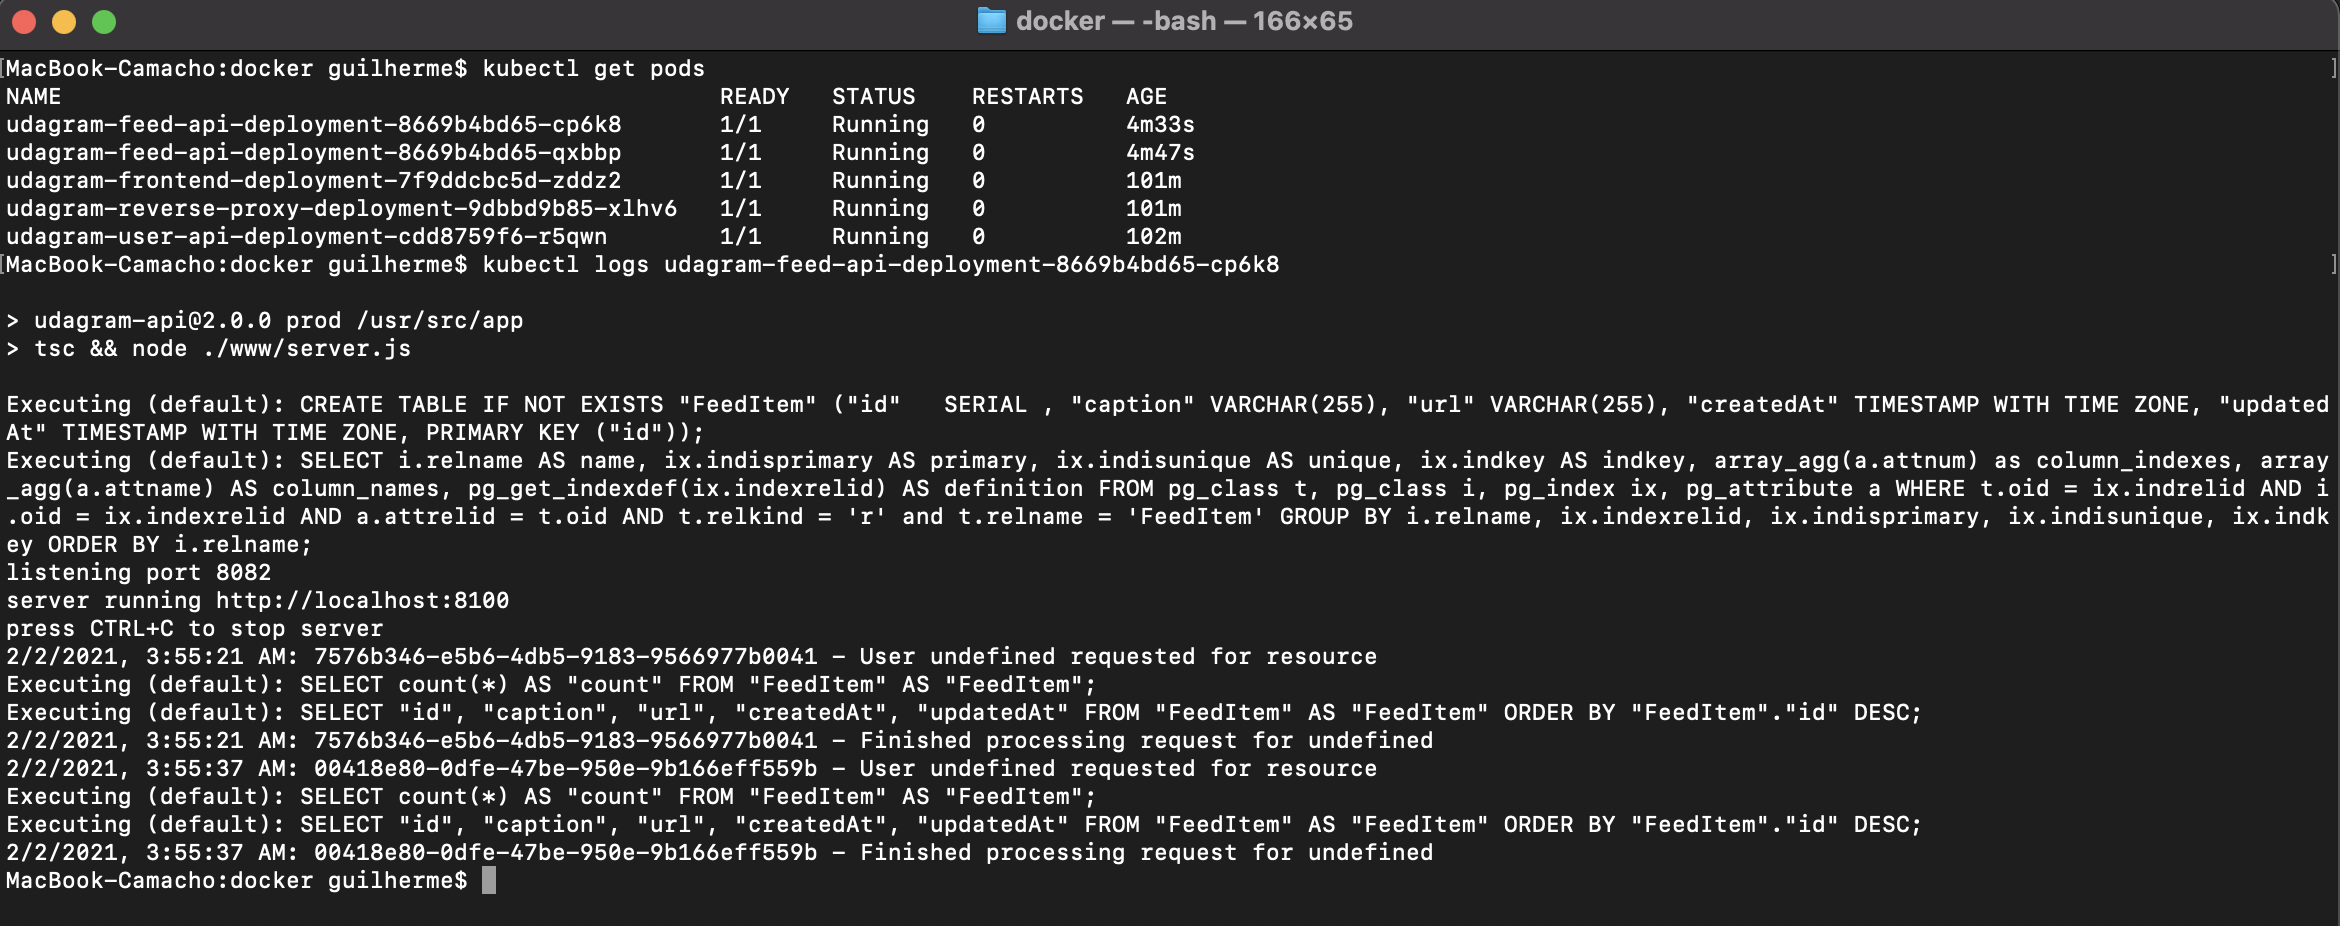 docker — -bash — 166×65
[MacBook-Camacho:docker guilherme$ kubectl get pods ]
NAME READY STATUS RESTARTS AGE
udagram-feed-api-deployment-8669b4bd65-cp6k8 1/1 Running 0 4m33s
udagram-feed-api-deployment-8669b4bd65-qxbbp 1/1 Running 0 4m47s
udagram-frontend-deployment-7f9ddcbc5d-zddz2 1/1 Running 0 101m
udagram-reverse-proxy-deployment-9dbbd9b85-xlhv6 1/1 Running 0 101m
udagram-user-api-deployment-cdd8759f6-r5qwn 1/1 Running 0 102m
[MacBook-Camacho:docker guilherme$ kubectl logs udagram-feed-api-deployment-8669b4bd65-cp6k8 ]
> udagram-api@2.0.0 prod /usr/src/app
> tsc && node ./www/server.js
Executing (default): CREATE TABLE IF NOT EXISTS "FeedItem" ("id"   SERIAL , "caption" VARCHAR(255), "url" VARCHAR(255), "createdAt" TIMESTAMP WITH TIME ZONE, "updated
At" TIMESTAMP WITH TIME ZONE, PRIMARY KEY ("id"));
Executing (default): SELECT i.relname AS name, ix.indisprimary AS primary, ix.indisunique AS unique, ix.indkey AS indkey, array_agg(a.attnum) as column_indexes, array
_agg(a.attname) AS column_names, pg_get_indexdef(ix.indexrelid) AS definition FROM pg_class t, pg_class i, pg_index ix, pg_attribute a WHERE t.oid = ix.indrelid AND i
.oid = ix.indexrelid AND a.attrelid = t.oid AND t.relkind = 'r' and t.relname = 'FeedItem' GROUP BY i.relname, ix.indexrelid, ix.indisprimary, ix.indisunique, ix.indk
ey ORDER BY i.relname;
listening port 8082
server running http://localhost:8100
press CTRL+C to stop server
2/2/2021, 3:55:21 AM: 7576b346-e5b6-4db5-9183-9566977b0041 - User undefined requested for resource
Executing (default): SELECT count(*) AS "count" FROM "FeedItem" AS "FeedItem";
Executing (default): SELECT "id", "caption", "url", "createdAt", "updatedAt" FROM "FeedItem" AS "FeedItem" ORDER BY "FeedItem"."id" DESC;
2/2/2021, 3:55:21 AM: 7576b346-e5b6-4db5-9183-9566977b0041 - Finished processing request for undefined
2/2/2021, 3:55:37 AM: 00418e80-0dfe-47be-950e-9b166eff559b - User undefined requested for resource
Executing (default): SELECT count(*) AS "count" FROM "FeedItem" AS "FeedItem";
Executing (default): SELECT "id", "caption", "url", "createdAt", "updatedAt" FROM "FeedItem" AS "FeedItem" ORDER BY "FeedItem"."id" DESC;
2/2/2021, 3:55:37 AM: 00418e80-0dfe-47be-950e-9b166eff559b - Finished processing request for undefined
MacBook-Camacho:docker guilherme$